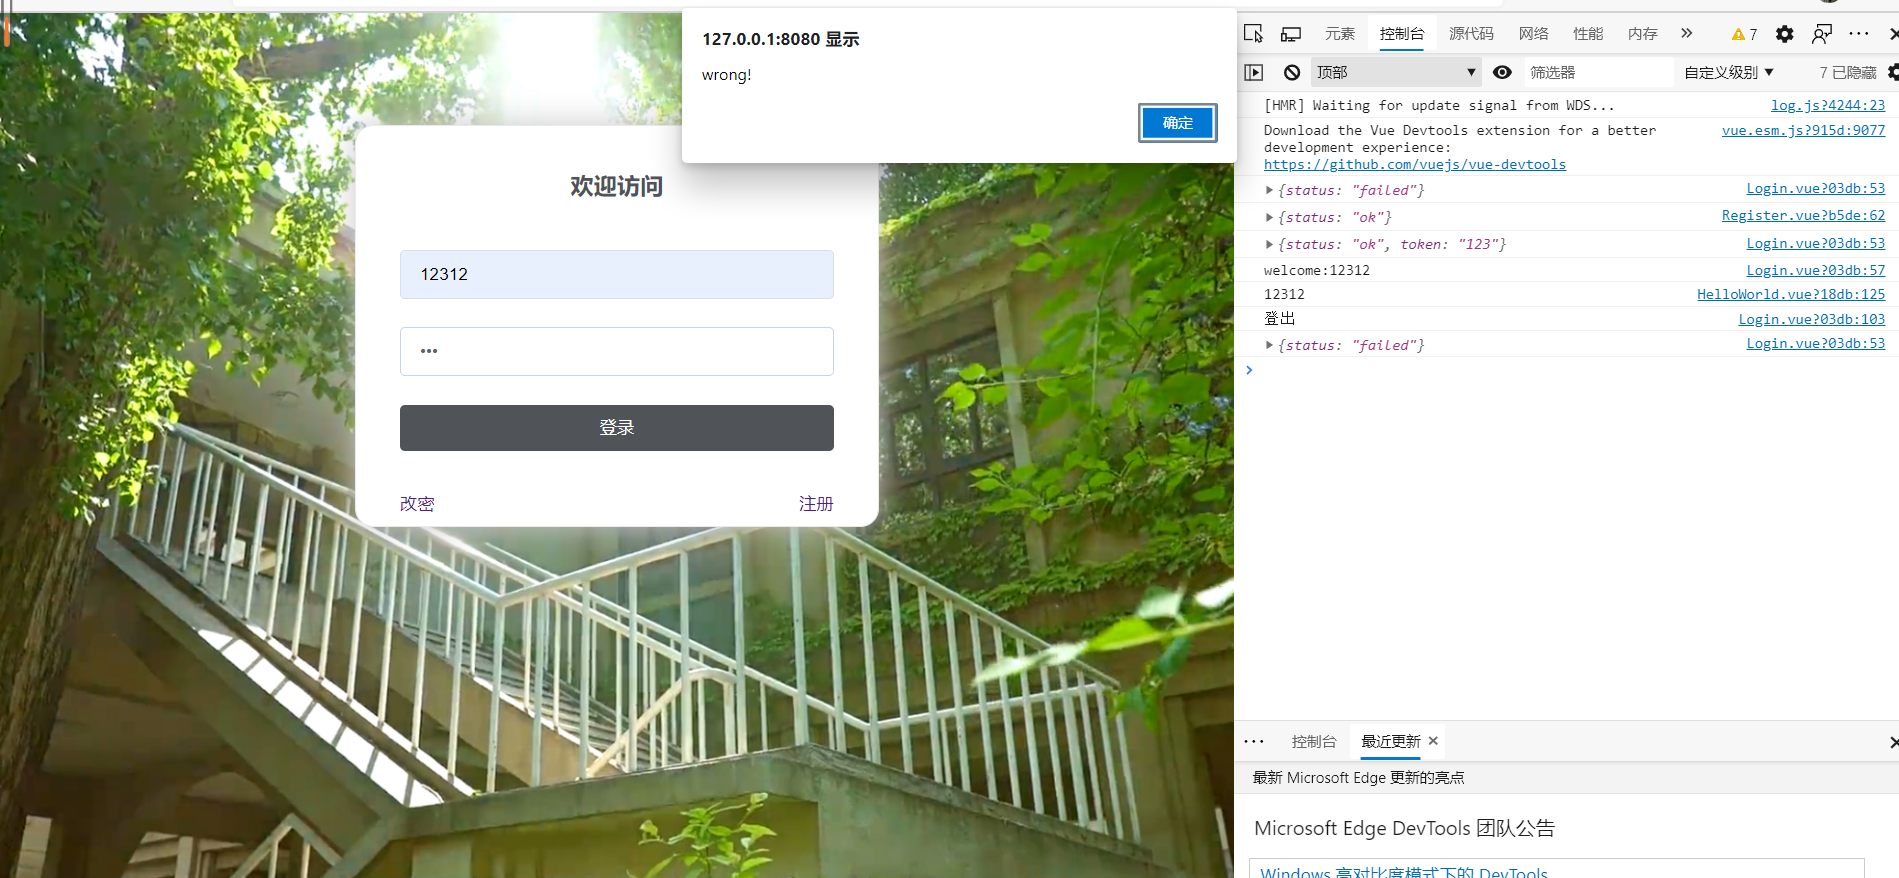 127.0.0.1:8080 显示
wrong!
确定
欢迎访问
12312
•••
登录
改密
注册
元素 控制台 源代码 网络 性能 内存 7
顶部 筛选器 自定义级别 7 已隐藏
[HMR] Waiting for update signal from WDS... log.js?4244:23
Download the Vue Devtools extension for a better vue.esm.js?915d:9077
development experience:
https://github.com/vuejs/vue-devtools
{status: "failed"} Login.vue?03db:53
{status: "ok"} Register.vue?b5de:62
{status: "ok", token: "123"} Login.vue?03db:53
welcome:12312 Login.vue?03db:57
12312 HelloWorld.vue?18db:125
登出 Login.vue?03db:103
{status: "failed"} Login.vue?03db:53
控制台 最近更新
最新 Microsoft Edge 更新的亮点
Microsoft Edge DevTools 团队公告
Windows 高对比度模式下的 DevTools